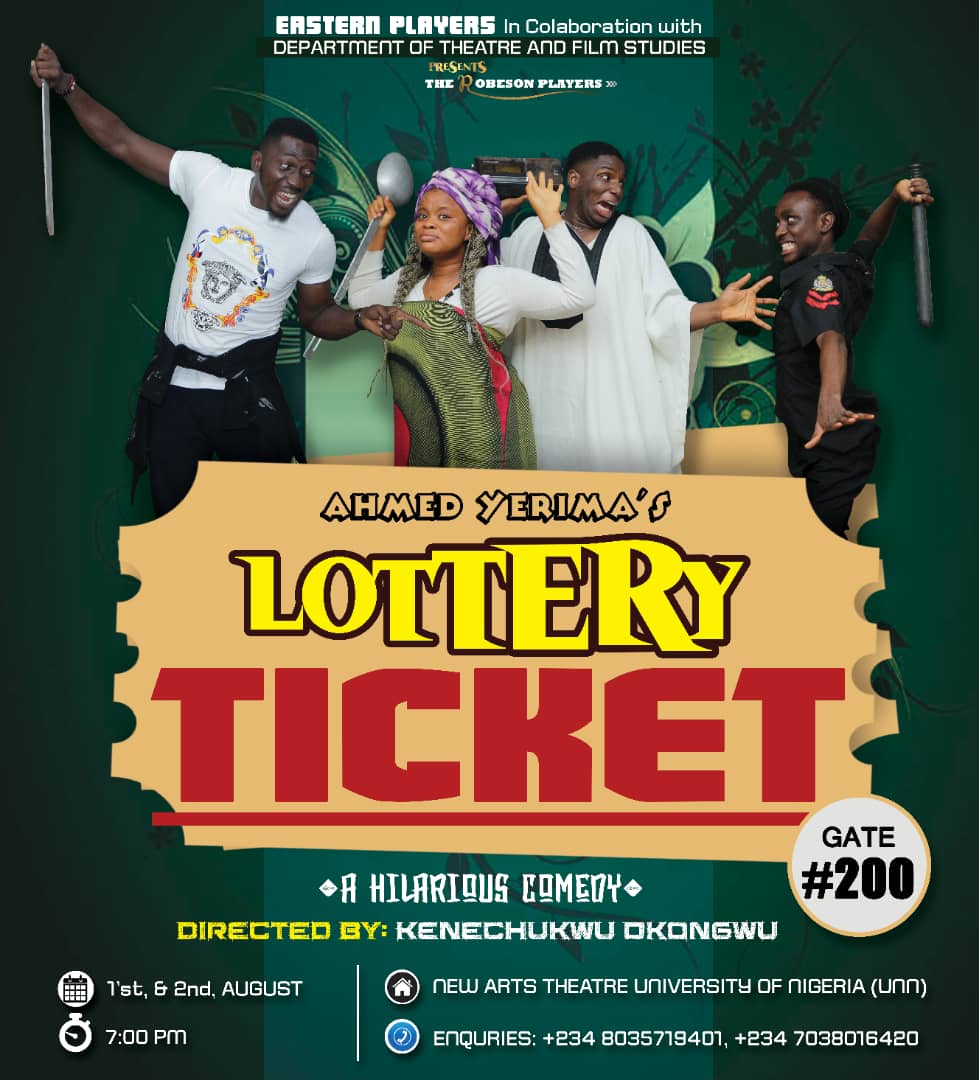 EASTERN PLAYERS In Colaboration with
DEPARTMENT OF THEATRE AND FILM STUDIES
PRESENTS
THE ROBESON PLAYERS
AHMED YERIMA'S
LOTTERY
TICKET
GATE
#200
A HILARIOUS COMEDY
DIRECTED BY: KENECHUKWU OKONGWU
1'st, & 2nd, AUGUST
7:00 PM
NEW ARTS THEATRE UNIVERSITY OF NIGERIA (UNN)
ENQURIES: +234 8035719401, +234 7038016420